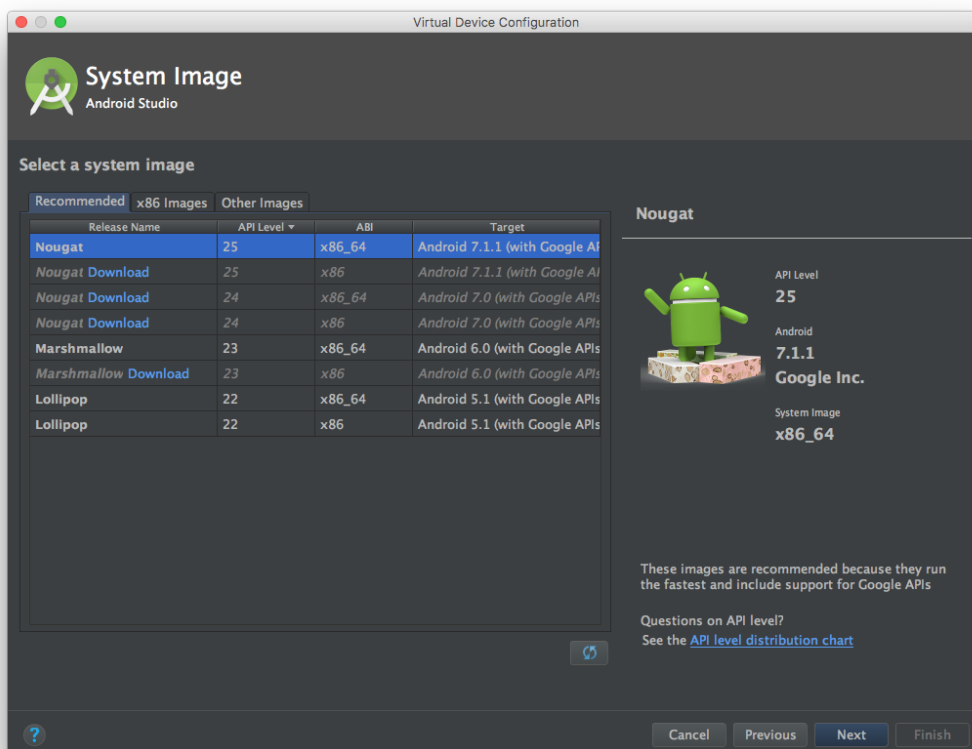 Virtual Device Configuration
System Image
Android Studio
Select a system image
Recommended x86 Images Other Images
Release Name API Level ▾ ABI Target
Nougat 25 x86_64 Android 7.1.1 (with Google AP
Nougat Download 25 x86 Android 7.1.1 (with Google AP
Nougat Download 24 x86_64 Android 7.0 (with Google APIs
Nougat Download 24 x86 Android 7.0 (with Google APIs
Marshmallow 23 x86_64 Android 6.0 (with Google APIs
Marshmallow Download 23 x86 Android 6.0 (with Google APIs
Lollipop 22 x86_64 Android 5.1 (with Google APIs
Lollipop 22 x86 Android 5.1 (with Google APIs
Nougat
API Level
25
Android
7.1.1
Google Inc.
System Image
x86_64
These images are recommended because they run
the fastest and include support for Google APIs
Questions on API level?
See the API level distribution chart
? Cancel Previous Next Finish